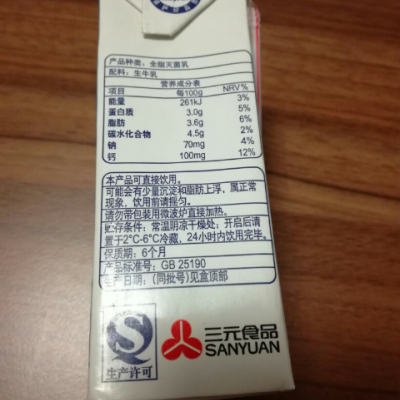 产品种类：全脂灭菌乳
配料：生牛乳
营养成分表
项目 每100g NRV%
能量 261kJ 3%
蛋白质 3.0g 5%
脂肪 3.6g 6%
碳水化合物 4.5g 2%
钠 70mg 4%
钙 100mg 12%
本产品可直接饮用。
可能会有少量沉淀和脂肪上浮、属正常
现象，饮用前请摇匀。
请勿带包装用微波炉直接加热。
贮存条件：常温阴凉干燥处；开启后请
置于2°C-6°C冷藏，24小时内饮用完毕。
保质期：6个月
产品标准号：GB 25190
生产日期：（同批号）见盒顶部
三元食品
SANYUAN
生产许可